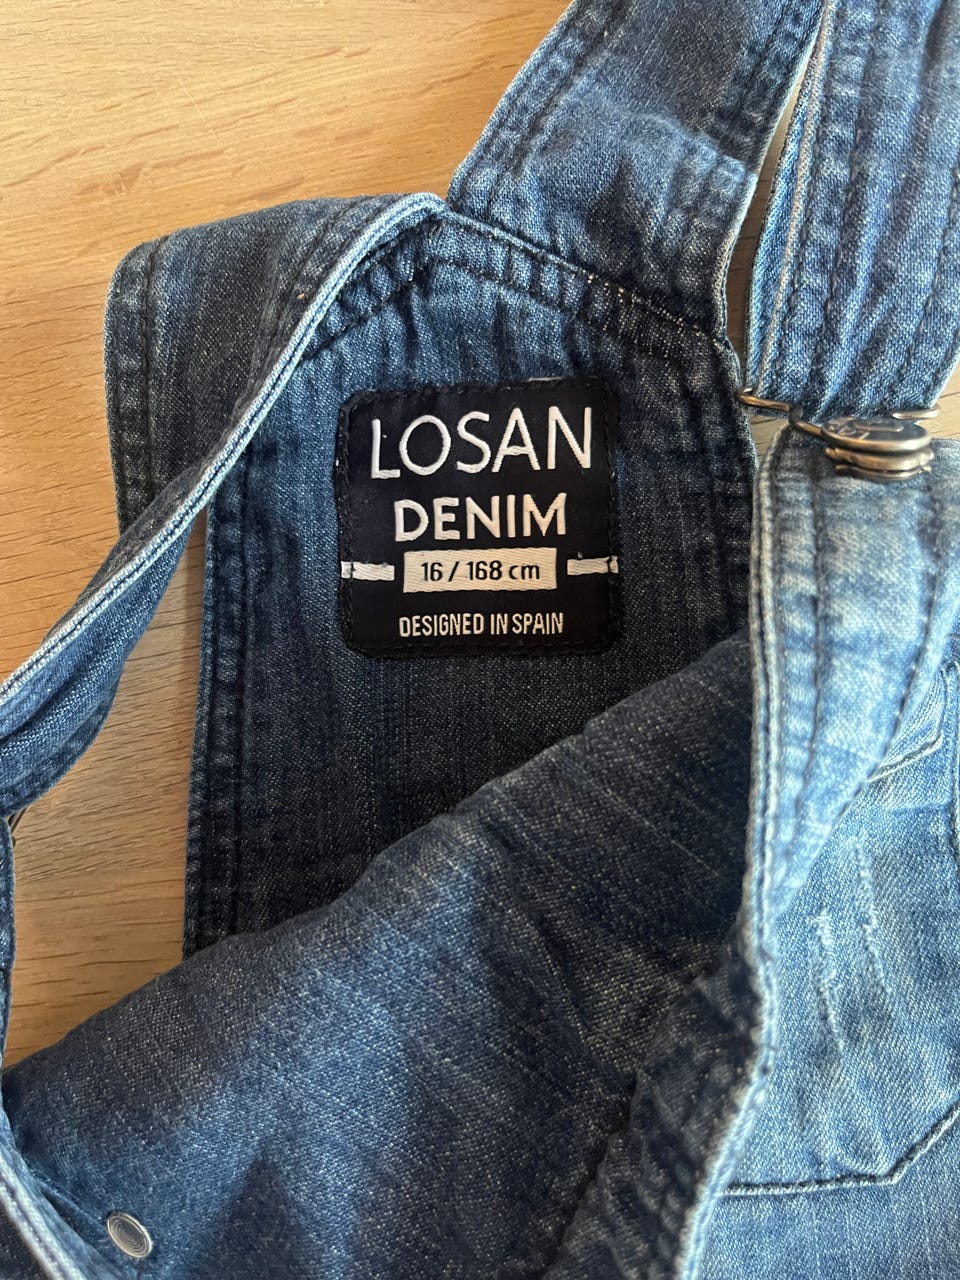 LOSAN
DENIM
16 / 168 cm
DESIGNED IN SPAIN